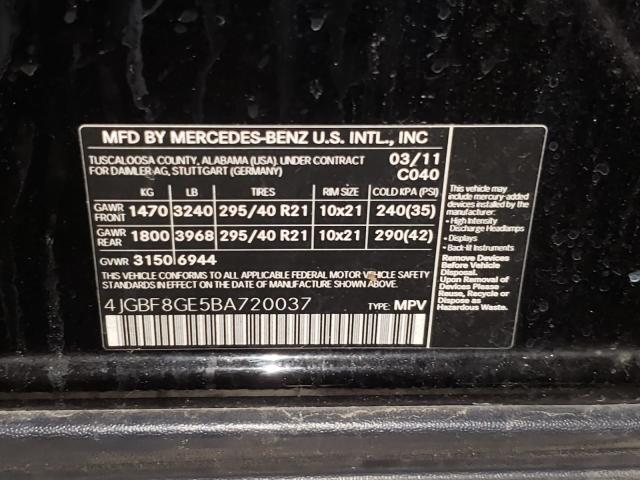 MFD BY MERCEDES-BENZ U.S. INTL., INC
TUSCALOOSA COUNTY, ALABAMA (USA), UNDER CONTRACT 03/11
FOR DAIMLER-AG, STUTTGART (GERMANY) C040
KG LB TIRES RIM SIZE COLD KPA (PSI)
GAWR FRONT 1470 3240 295/40 R21 10x21 240(35)
GAWR REAR 1800 3968 295/40 R21 10x21 290(42)
GVWR 3150 6944
THIS VEHICLE CONFORMS TO ALL APPLICABLE FEDERAL MOTOR VEHICLE SAFETY
STANDARDS IN EFFECT ON THE DATE OF MANUFACTURE SHOWN ABOVE.
4JGBF8GE5BA720037 TYPE: MPV
This vehicle may
include mercury-added
devices installed by the
manufacturer:
• High Intensity
Discharge Headlamps
• Displays
• Back-lit Instruments
Remove Devices
Before Vehicle
Disposal.
Upon Removal of
Devices Please
Reuse, Recycle or
Dispose as
Hazardous Waste.